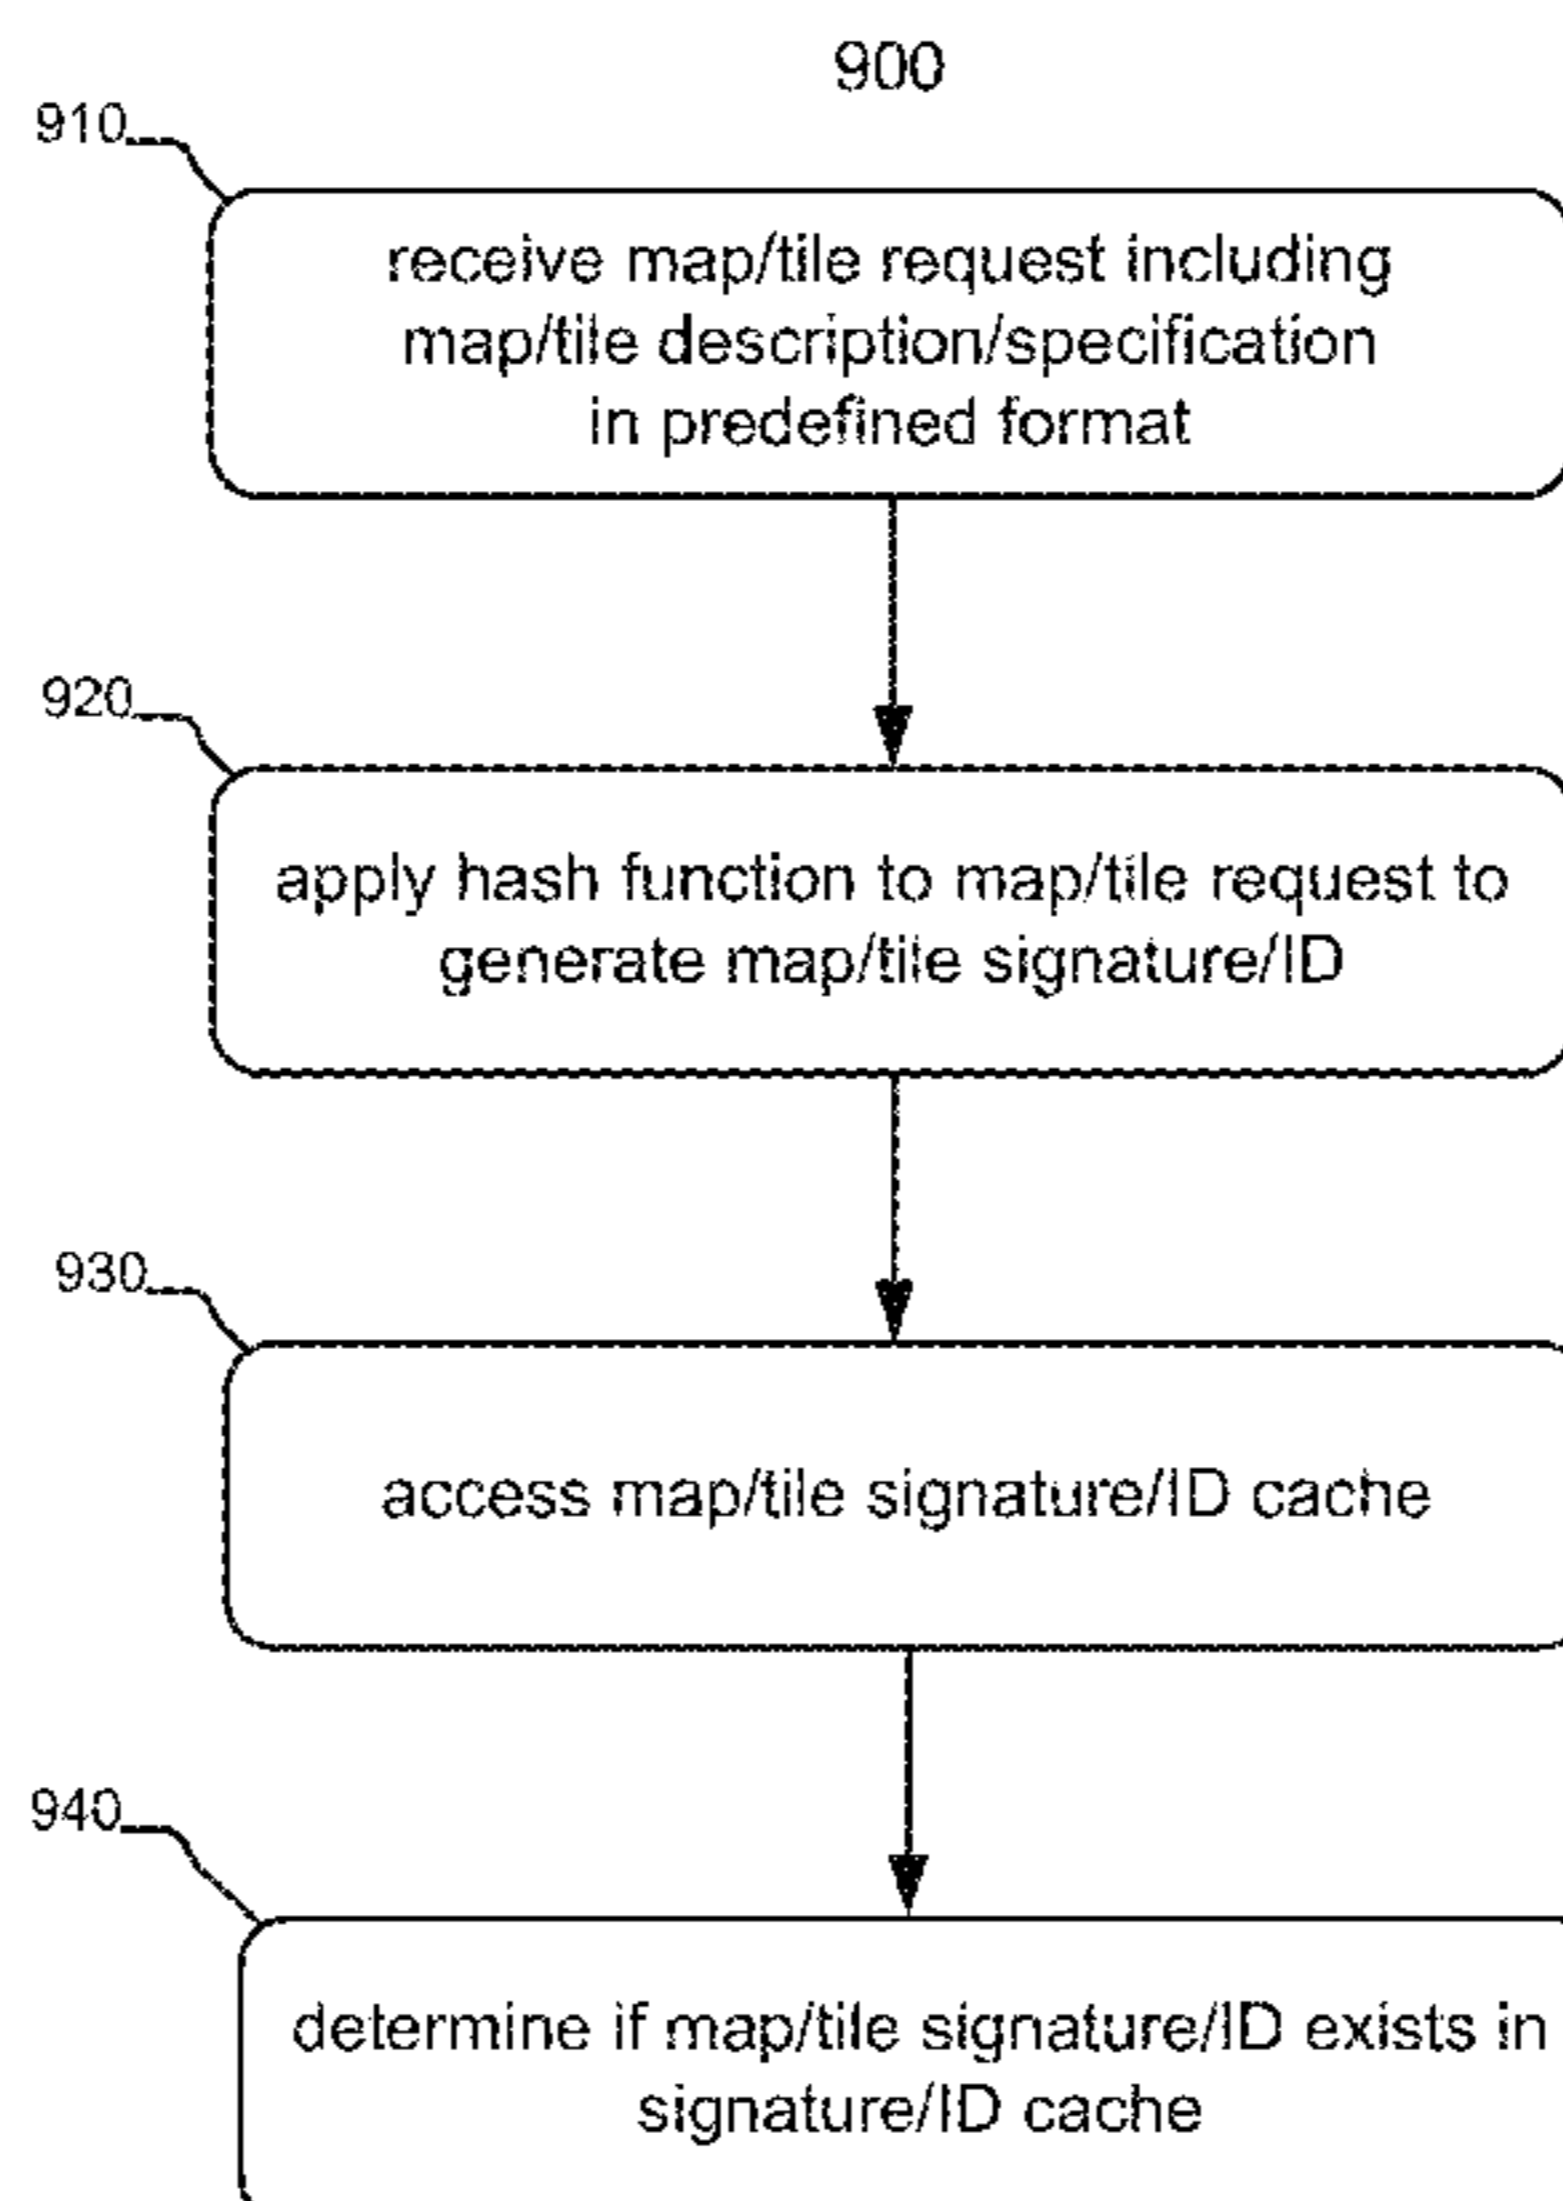 900
910
receive map/tile request including
map/tile description/specification
in predefined format
920
apply hash function to map/tile request to
generate map/tile signature/ID
930
access map/tile signature/ID cache
940
determine if map/tile signature/ID exists in
signature/ID cache